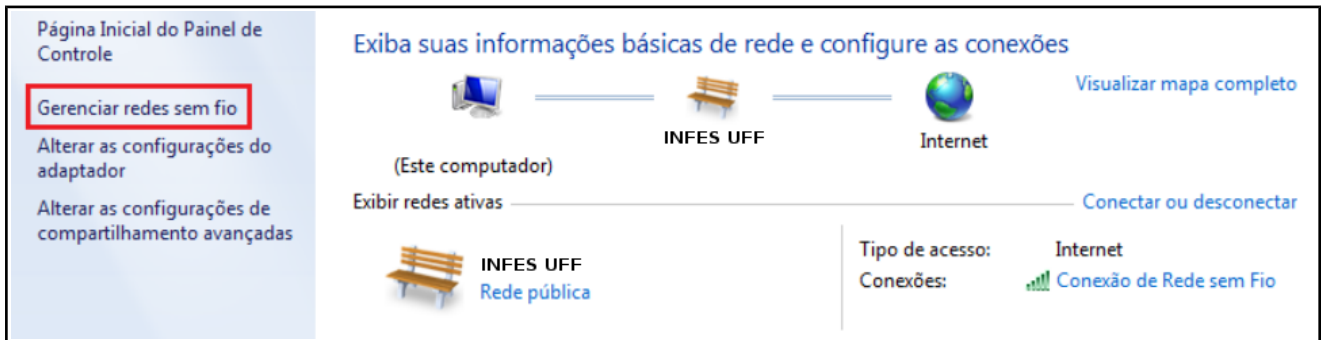 Página Inicial do Painel de
Controle
Gerenciar redes sem fio
Alterar as configurações do
adaptador
Alterar as configurações de
compartilhamento avançadas
Exiba suas informações básicas de rede e configure as conexões
Visualizar mapa completo
INFES UFF
Internet
(Este computador)
Exibir redes ativas
Conectar ou desconectar
INFES UFF
Rede pública
Tipo de acesso: Internet
Conexões: Conexão de Rede sem Fio